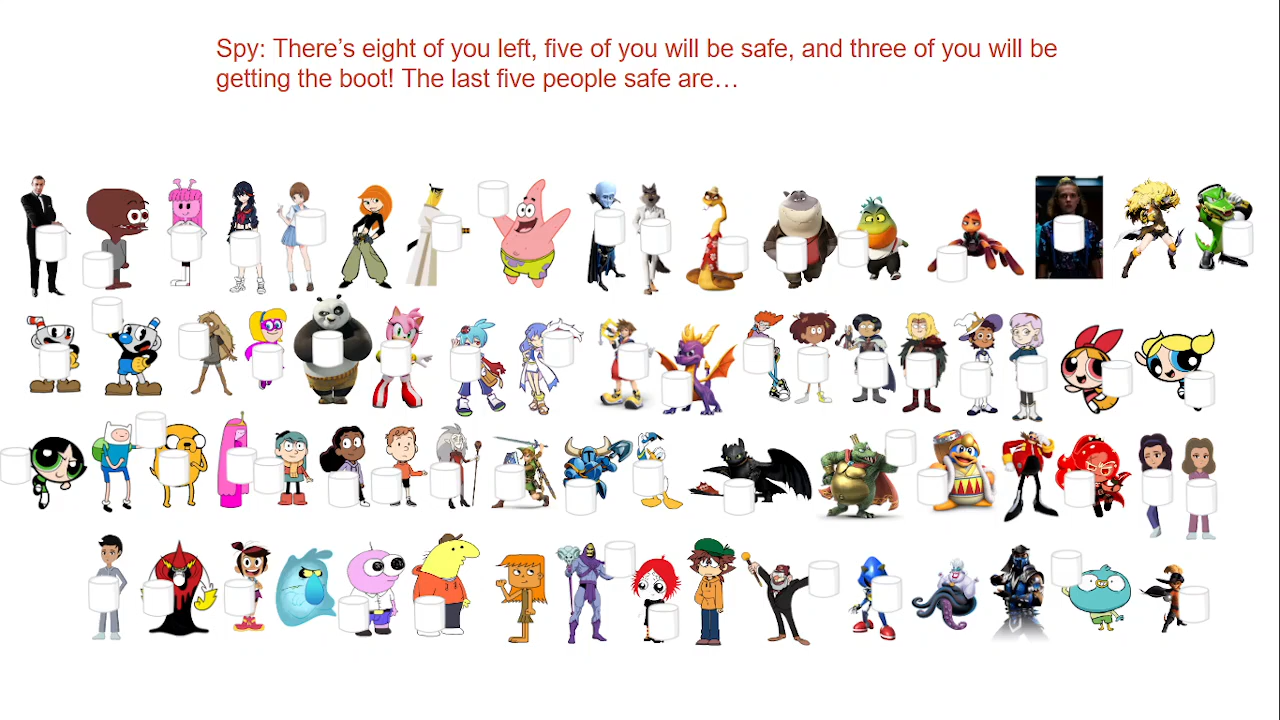 Spy: There’s eight of you left, five of you will be safe, and three of you will be
getting the boot! The last five people safe are…